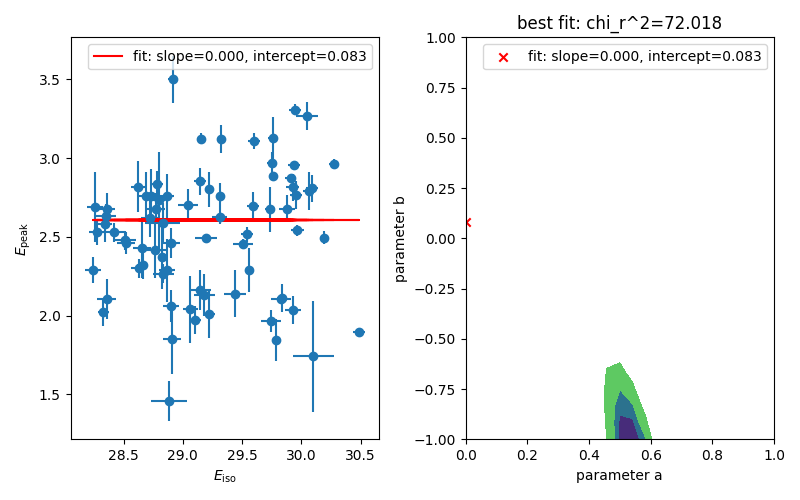 best fit: chi_r^2=72.018
fit: slope=0.000, intercept=0.083
3.5
3.0
2.5
2.0
1.5
E_peak
28.5 29.0 29.5 30.0 30.5
E_iso
fit: slope=0.000, intercept=0.083
1.00
0.75
0.50
0.25
0.00
−0.25
−0.50
−0.75
−1.00
parameter b
0.0 0.2 0.4 0.6 0.8 1.0
parameter a